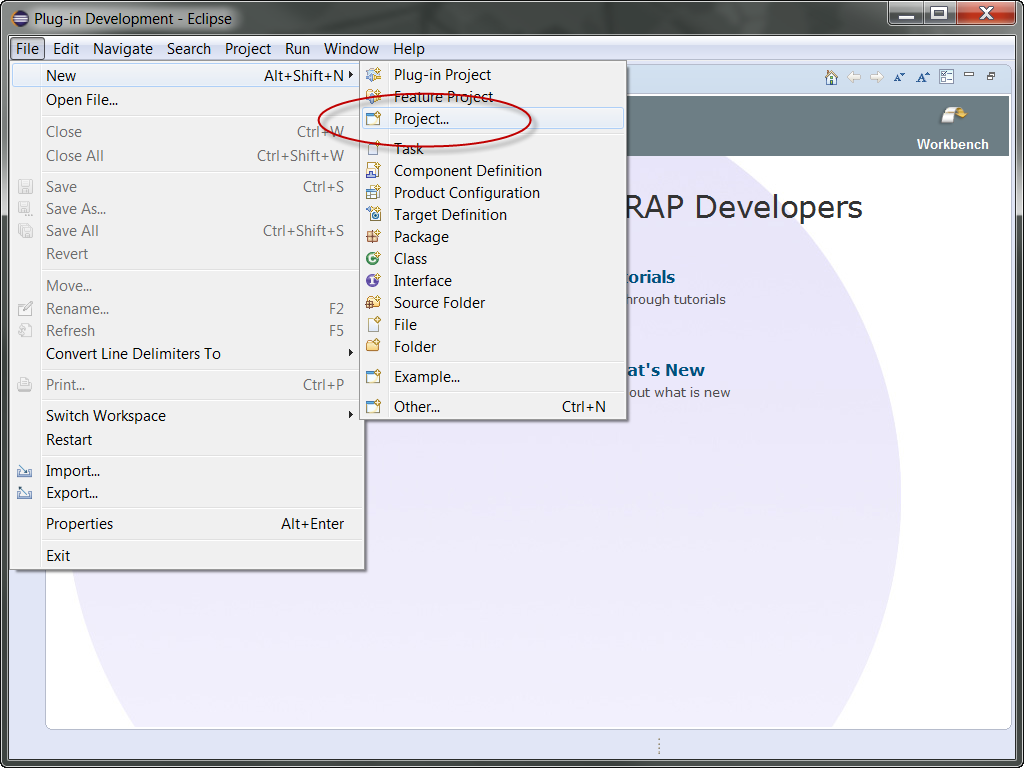 Plug-in Development - Eclipse
File Edit Navigate Search Project Run Window Help
New Alt+Shift+N
Open File...
Close Ctrl+W
Close All Ctrl+Shift+W
Save Ctrl+S
Save As...
Save All Ctrl+Shift+S
Revert
Move...
Rename... F2
Refresh F5
Convert Line Delimiters To
Print... Ctrl+P
Switch Workspace
Restart
Import...
Export...
Properties Alt+Enter
Exit
Plug-in Project
Feature Project
Project...
Task
Component Definition
Product Configuration
Target Definition
Package
Class
Interface
Source Folder
File
Folder
Example...
Other... Ctrl+N
Workbench
RAP Developers
orials
hrough tutorials
at's New
out what is new